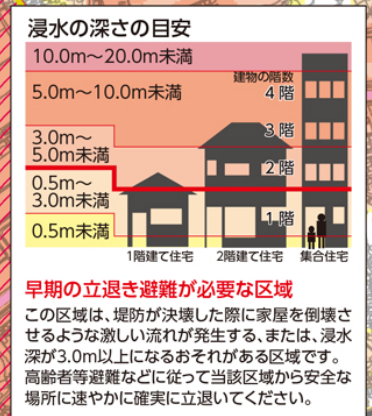 浸水の深さの目安
10.0m～20.0m未満
建物の階数
5.0m～10.0m未満
4階
3.0m～
5.0m未満
3階
0.5m～
3.0m未満
2階
0.5m未満
1階
1階建て住宅 2階建て住宅 集合住宅
早期の立退き避難が必要な区域
この区域は、堤防が決壊した際に家屋を倒壊さ
せるような激しい流れが発生する、または、浸水
深が3.0m以上になるおそれがある区域です。
高齢者等避難などに従って当該区域から安全な
場所に速やかに確実に立退いてください。